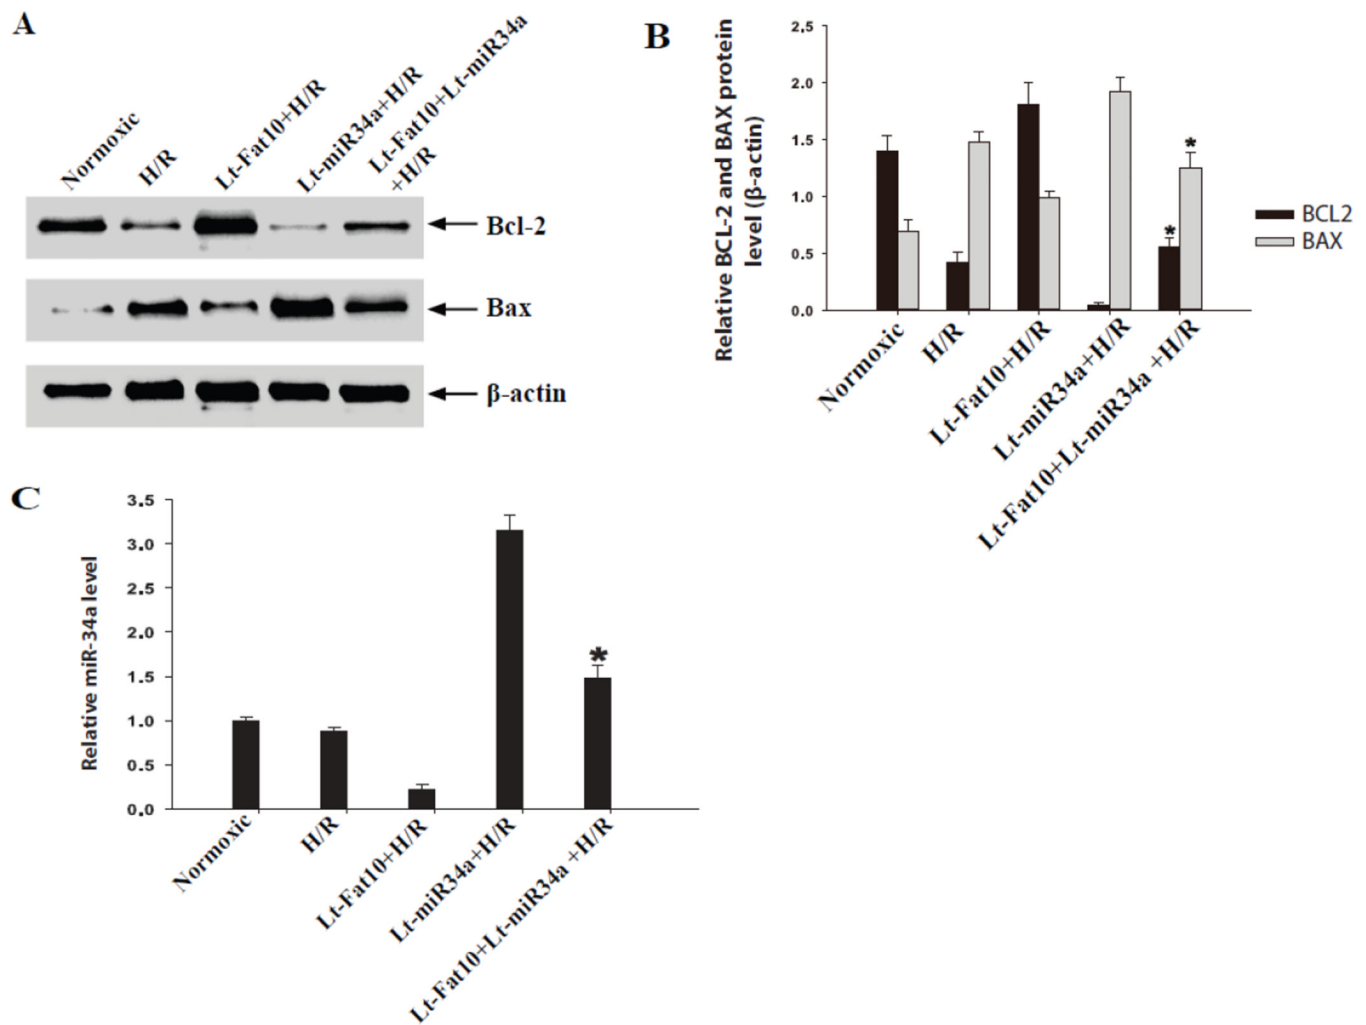 A
Normoxic
H/R
Lt-Fat10+H/R
Lt-miR34a+H/R
Lt-Fat10+Lt-miR34a
+H/R
Bcl-2
Bax
β-actin
B
Relative BCL-2 and BAX protein
level (β-actin)
2.5
2.0
1.5
1.0
0.5
0.0
*
*
Normoxic
H/R
Lt-Fat10+H/R
Lt-miR34a+H/R
Lt-Fat10+Lt-miR34a +H/R
BCL2
BAX
C
Relative miR-34a level
3.5
3.0
2.5
2.0
1.5
1.0
0.5
0.0
*
Normoxic
H/R
Lt-Fat10+H/R
Lt-miR34a+H/R
Lt-Fat10+Lt-miR34a +H/R